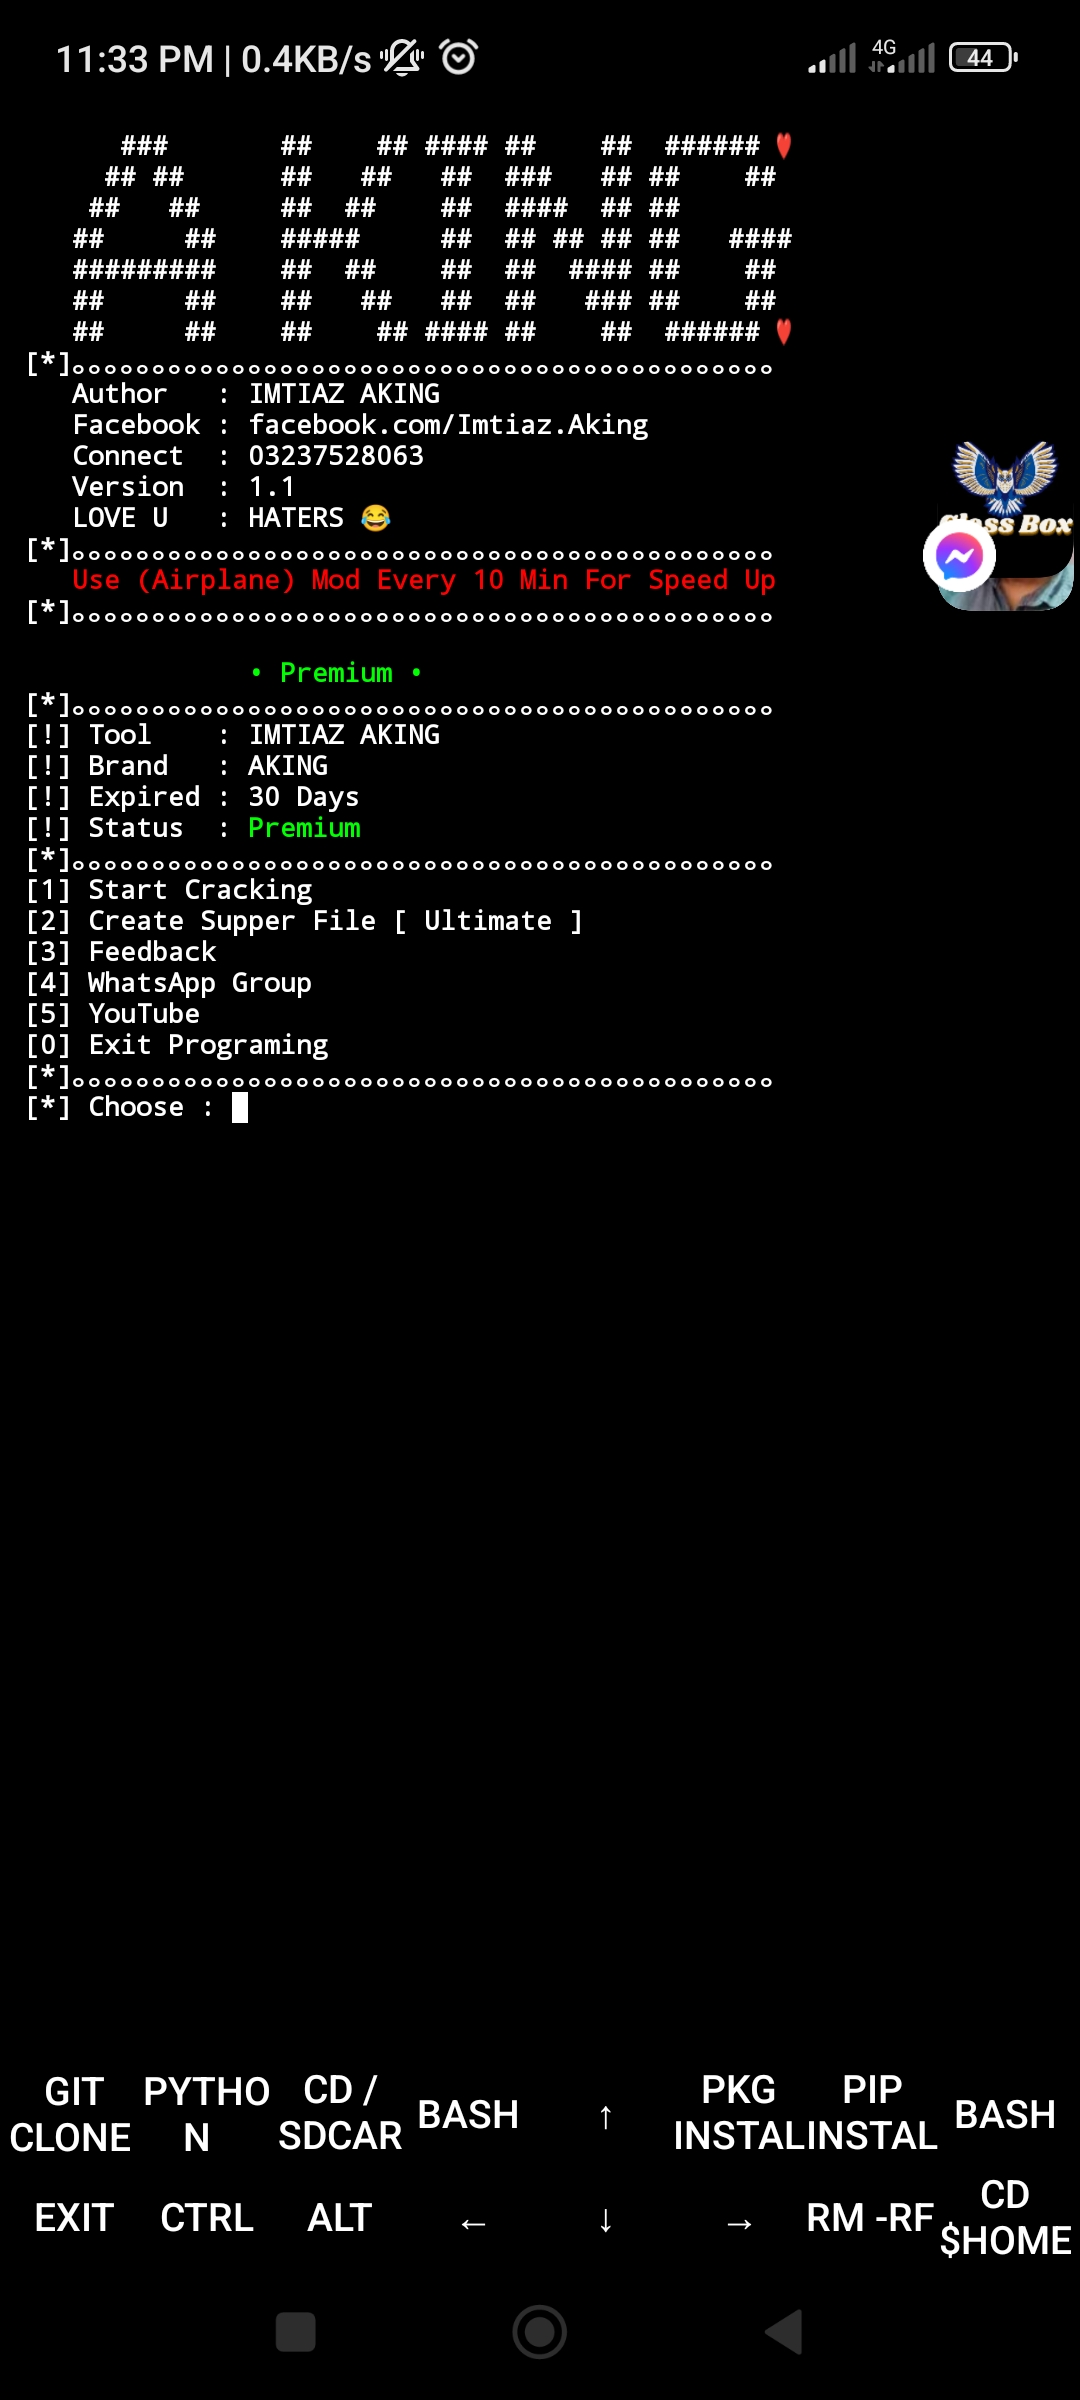 11:33 PM | 0.4KB/s 4G 44
### ## ## #### ## ## ###### ♥
## ## ## ## ## ### ## ## ##
## ## ## ## ## #### ## ##
## ## ##### ## ## ## ## ## ####
######### ## ## ## ## #### ## ##
## ## ## ## ## ## ### ## ##
## ## ## ## #### ## ## ###### ♥
[*]oooooooooooooooooooooooooooooooooooooooooooo
Author : IMTIAZ AKING
Facebook : facebook.com/Imtiaz.Aking
Connect : 03237528063
Version : 1.1
LOVE U : HATERS 😂
Glass Box
[*]oooooooooooooooooooooooooooooooooooooooooooo
Use (Airplane) Mod Every 10 Min For Speed Up
[*]oooooooooooooooooooooooooooooooooooooooooooo
• Premium •
[*]oooooooooooooooooooooooooooooooooooooooooooo
[!] Tool : IMTIAZ AKING
[!] Brand : AKING
[!] Expired : 30 Days
[!] Status : Premium
[*]oooooooooooooooooooooooooooooooooooooooooooo
[1] Start Cracking
[2] Create Supper File [ Ultimate ]
[3] Feedback
[4] WhatsApp Group
[5] YouTube
[0] Exit Programing
[*]oooooooooooooooooooooooooooooooooooooooooooo
[*] Choose :
GIT CLONE PYTHON CD / SDCAR BASH ↑ PKG INSTAL PIP INSTAL BASH
EXIT CTRL ALT ← ↓ → RM -RF CD $HOME